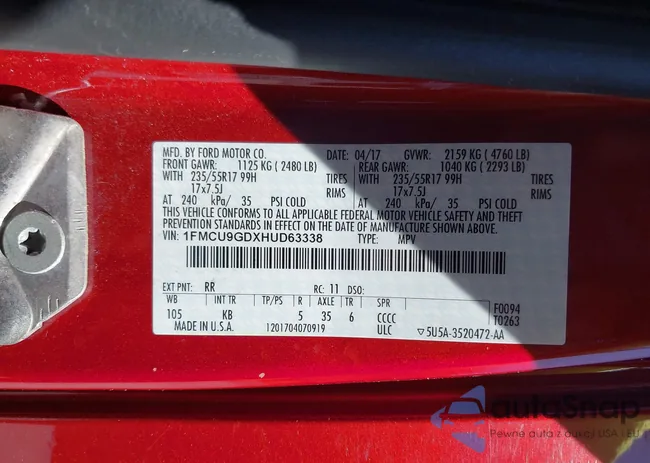 MFD. BY FORD MOTOR CO. DATE: 04/17 GVWR: 2159 KG ( 4760 LB)
FRONT GAWR: 1125 KG ( 2480 LB) REAR GAWR: 1040 KG ( 2293 LB)
WITH 235/55R17 99H TIRES WITH 235/55R17 99H TIRES
17x7.5J RIMS 17x7.5J RIMS
AT 240 kPa/ 35 PSI COLD AT 240 kPa/ 35 PSI COLD
THIS VEHICLE CONFORMS TO ALL APPLICABLE FEDERAL MOTOR VEHICLE SAFETY AND THEFT
PREVENTION STANDARDS IN EFFECT ON THE DATE OF MANUFACTURE SHOWN ABOVE.
VIN: 1FMCU9GDXHUD63338 TYPE: MPV
EXT PNT: RR RC: 11 DSO:
WB INT TR TP/PS R AXLE TR SPR F0094
105 KB 5 35 6 CCCC T0263
MADE IN U.S.A. 1201704070919 ULC ▽5U5A-3520472-AA
autoSnap
Pewne auta z aukcji USA i EU